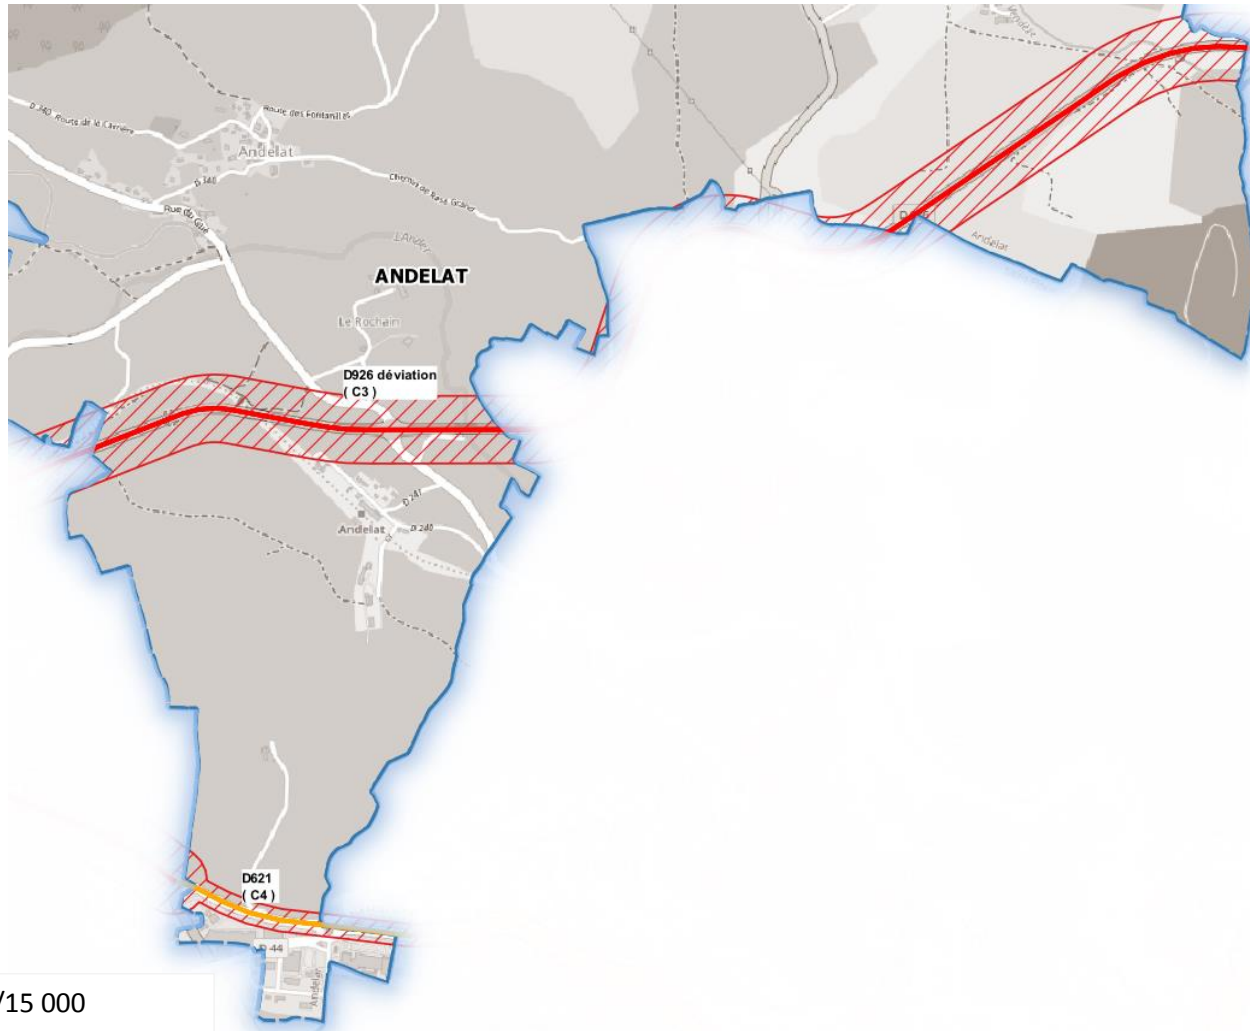 Vendèze
D 340 Route de la Carrière
Route des Fontanilles
Andelat
D 340
Chemin de Rase Grand
Rue du Gué
L'Ander
Andelat
ANDELAT
Le Rochain
D926 déviation
( C3 )
D 241
Andelat
D 240
D621
( C4 )
D 44
Andelat
/15 000